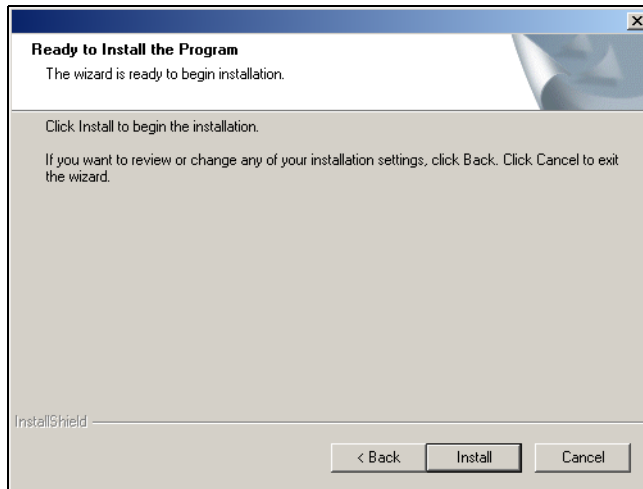 Ready to Install the Program
The wizard is ready to begin installation.
Click Install to begin the installation.
If you want to review or change any of your installation settings, click Back. Click Cancel to exit
the wizard.
InstallShield
< Back Install Cancel